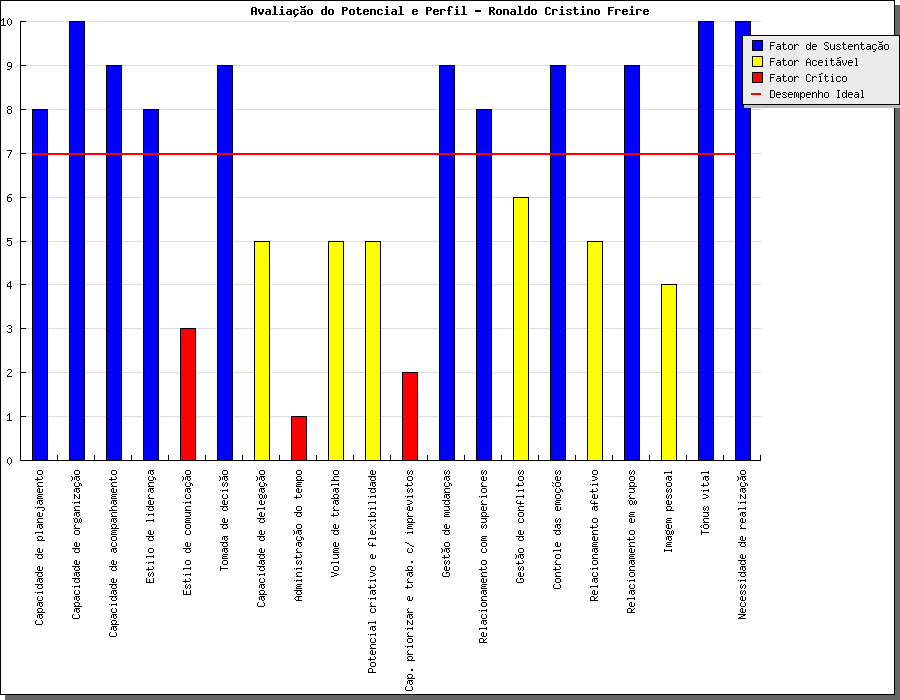 Avaliação do Potencial e Perfil - Ronaldo Cristino Freire
Fator de Sustentação
Fator Aceitável
Fator Crítico
Desempenho Ideal
10
9
8
7
6
5
4
3
2
1
0
Capacidade de planejamento
Capacidade de organização
Capacidade de acompanhamento
Estilo de liderança
Estilo de comunicação
Tomada de decisão
Capacidade de delegação
Administração do tempo
Volume de trabalho
Potencial criativo e flexibilidade
Cap. priorizar e trab. c/ imprevistos
Gestão de mudanças
Relacionamento com superiores
Gestão de conflitos
Controle das emoções
Relacionamento afetivo
Relacionamento em grupos
Imagem pessoal
Tônus vital
Necessidade de realização